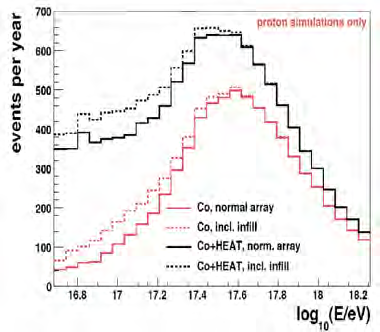 proton simulations only
events per year
700
600
500
400
300
200
100
0
Co, normal array
Co, incl. infill
Co+HEAT, norm. array
Co+HEAT, incl. infill
16.8 17 17.2 17.4 17.6 17.8 18 18.2
log10(E/eV)